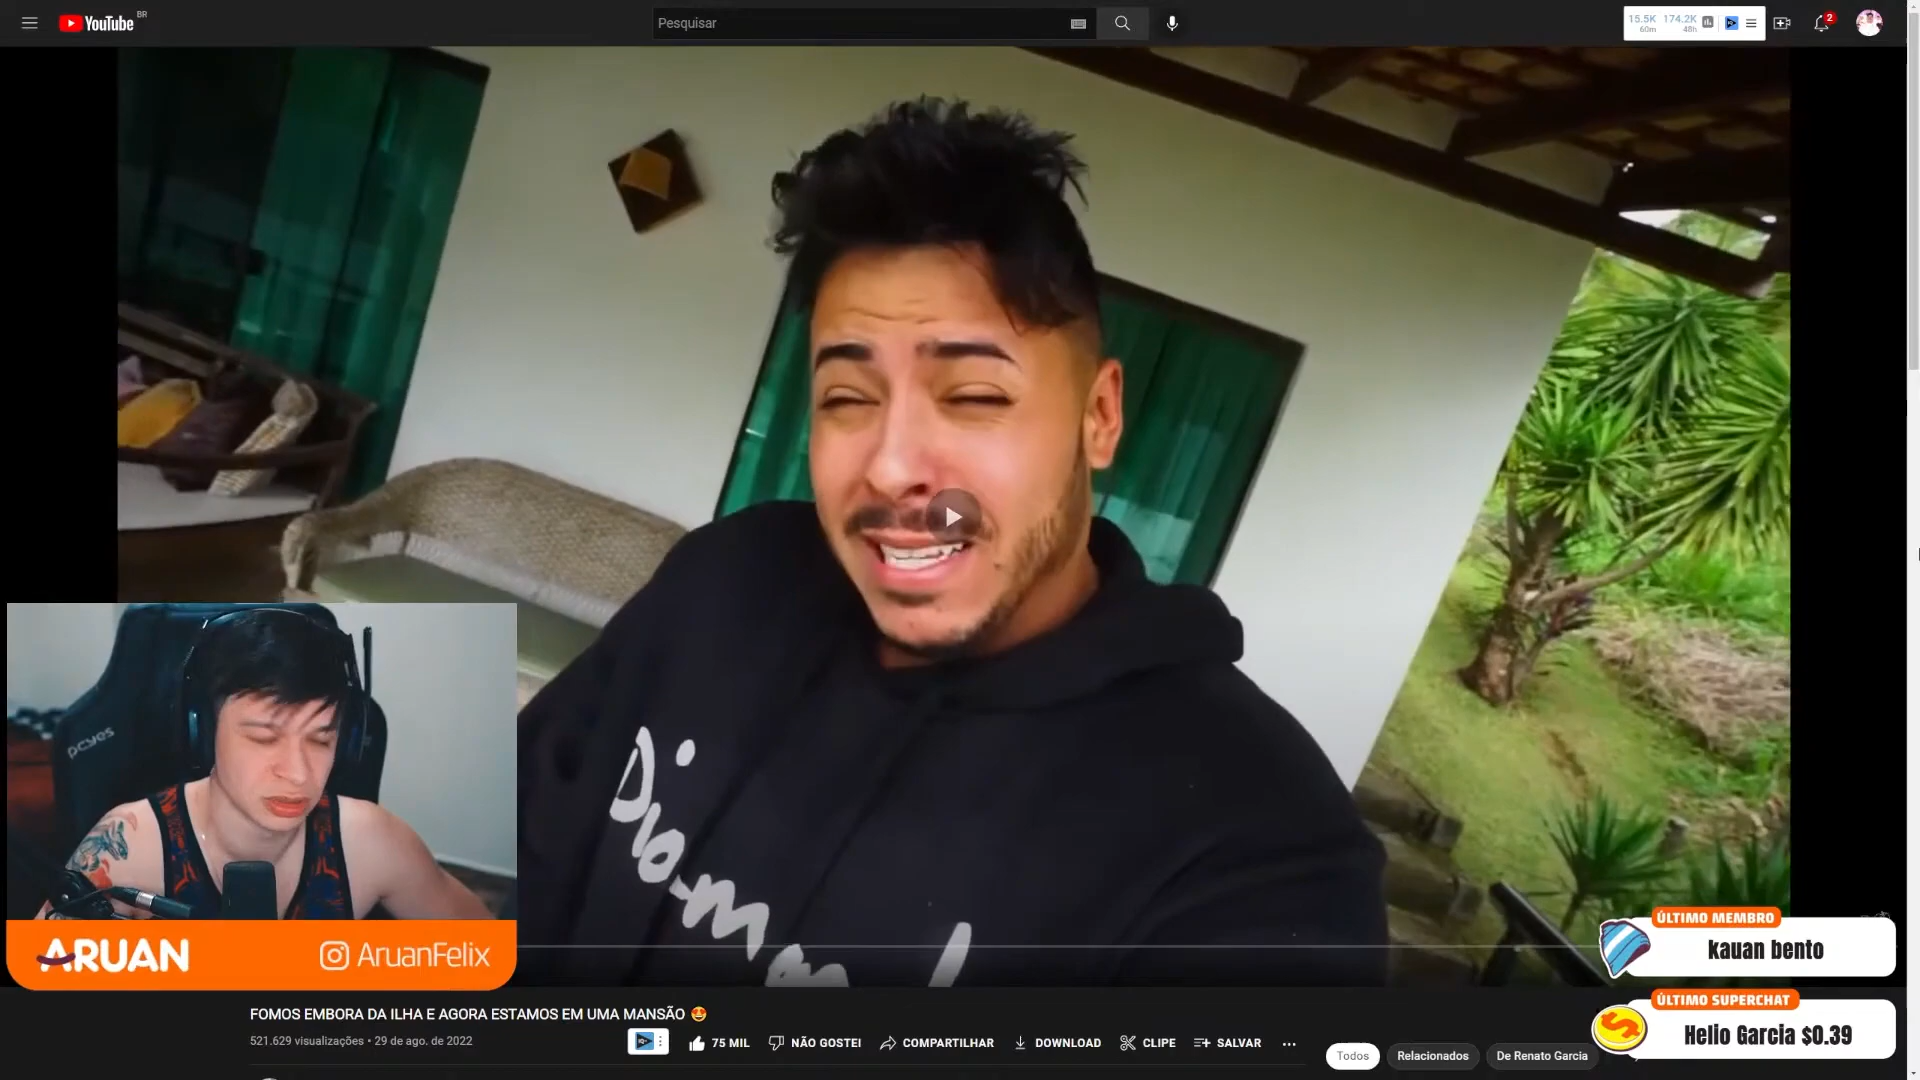 YouTube BR
Pesquisar
15.5K 174.2K
60m 48h
2
pcyes
Diamond
ARUAN
AruanFelix
ÚLTIMO MEMBRO
kauan bento
ÚLTIMO SUPERCHAT
Helio Garcia $0.39
FOMOS EMBORA DA ILHA E AGORA ESTAMOS EM UMA MANSÃO
521.629 visualizações • 29 de ago. de 2022
75 MIL
NÃO GOSTEI
COMPARTILHAR
DOWNLOAD
CLIPE
SALVAR
Todos
Relacionados
De Renato Garcia